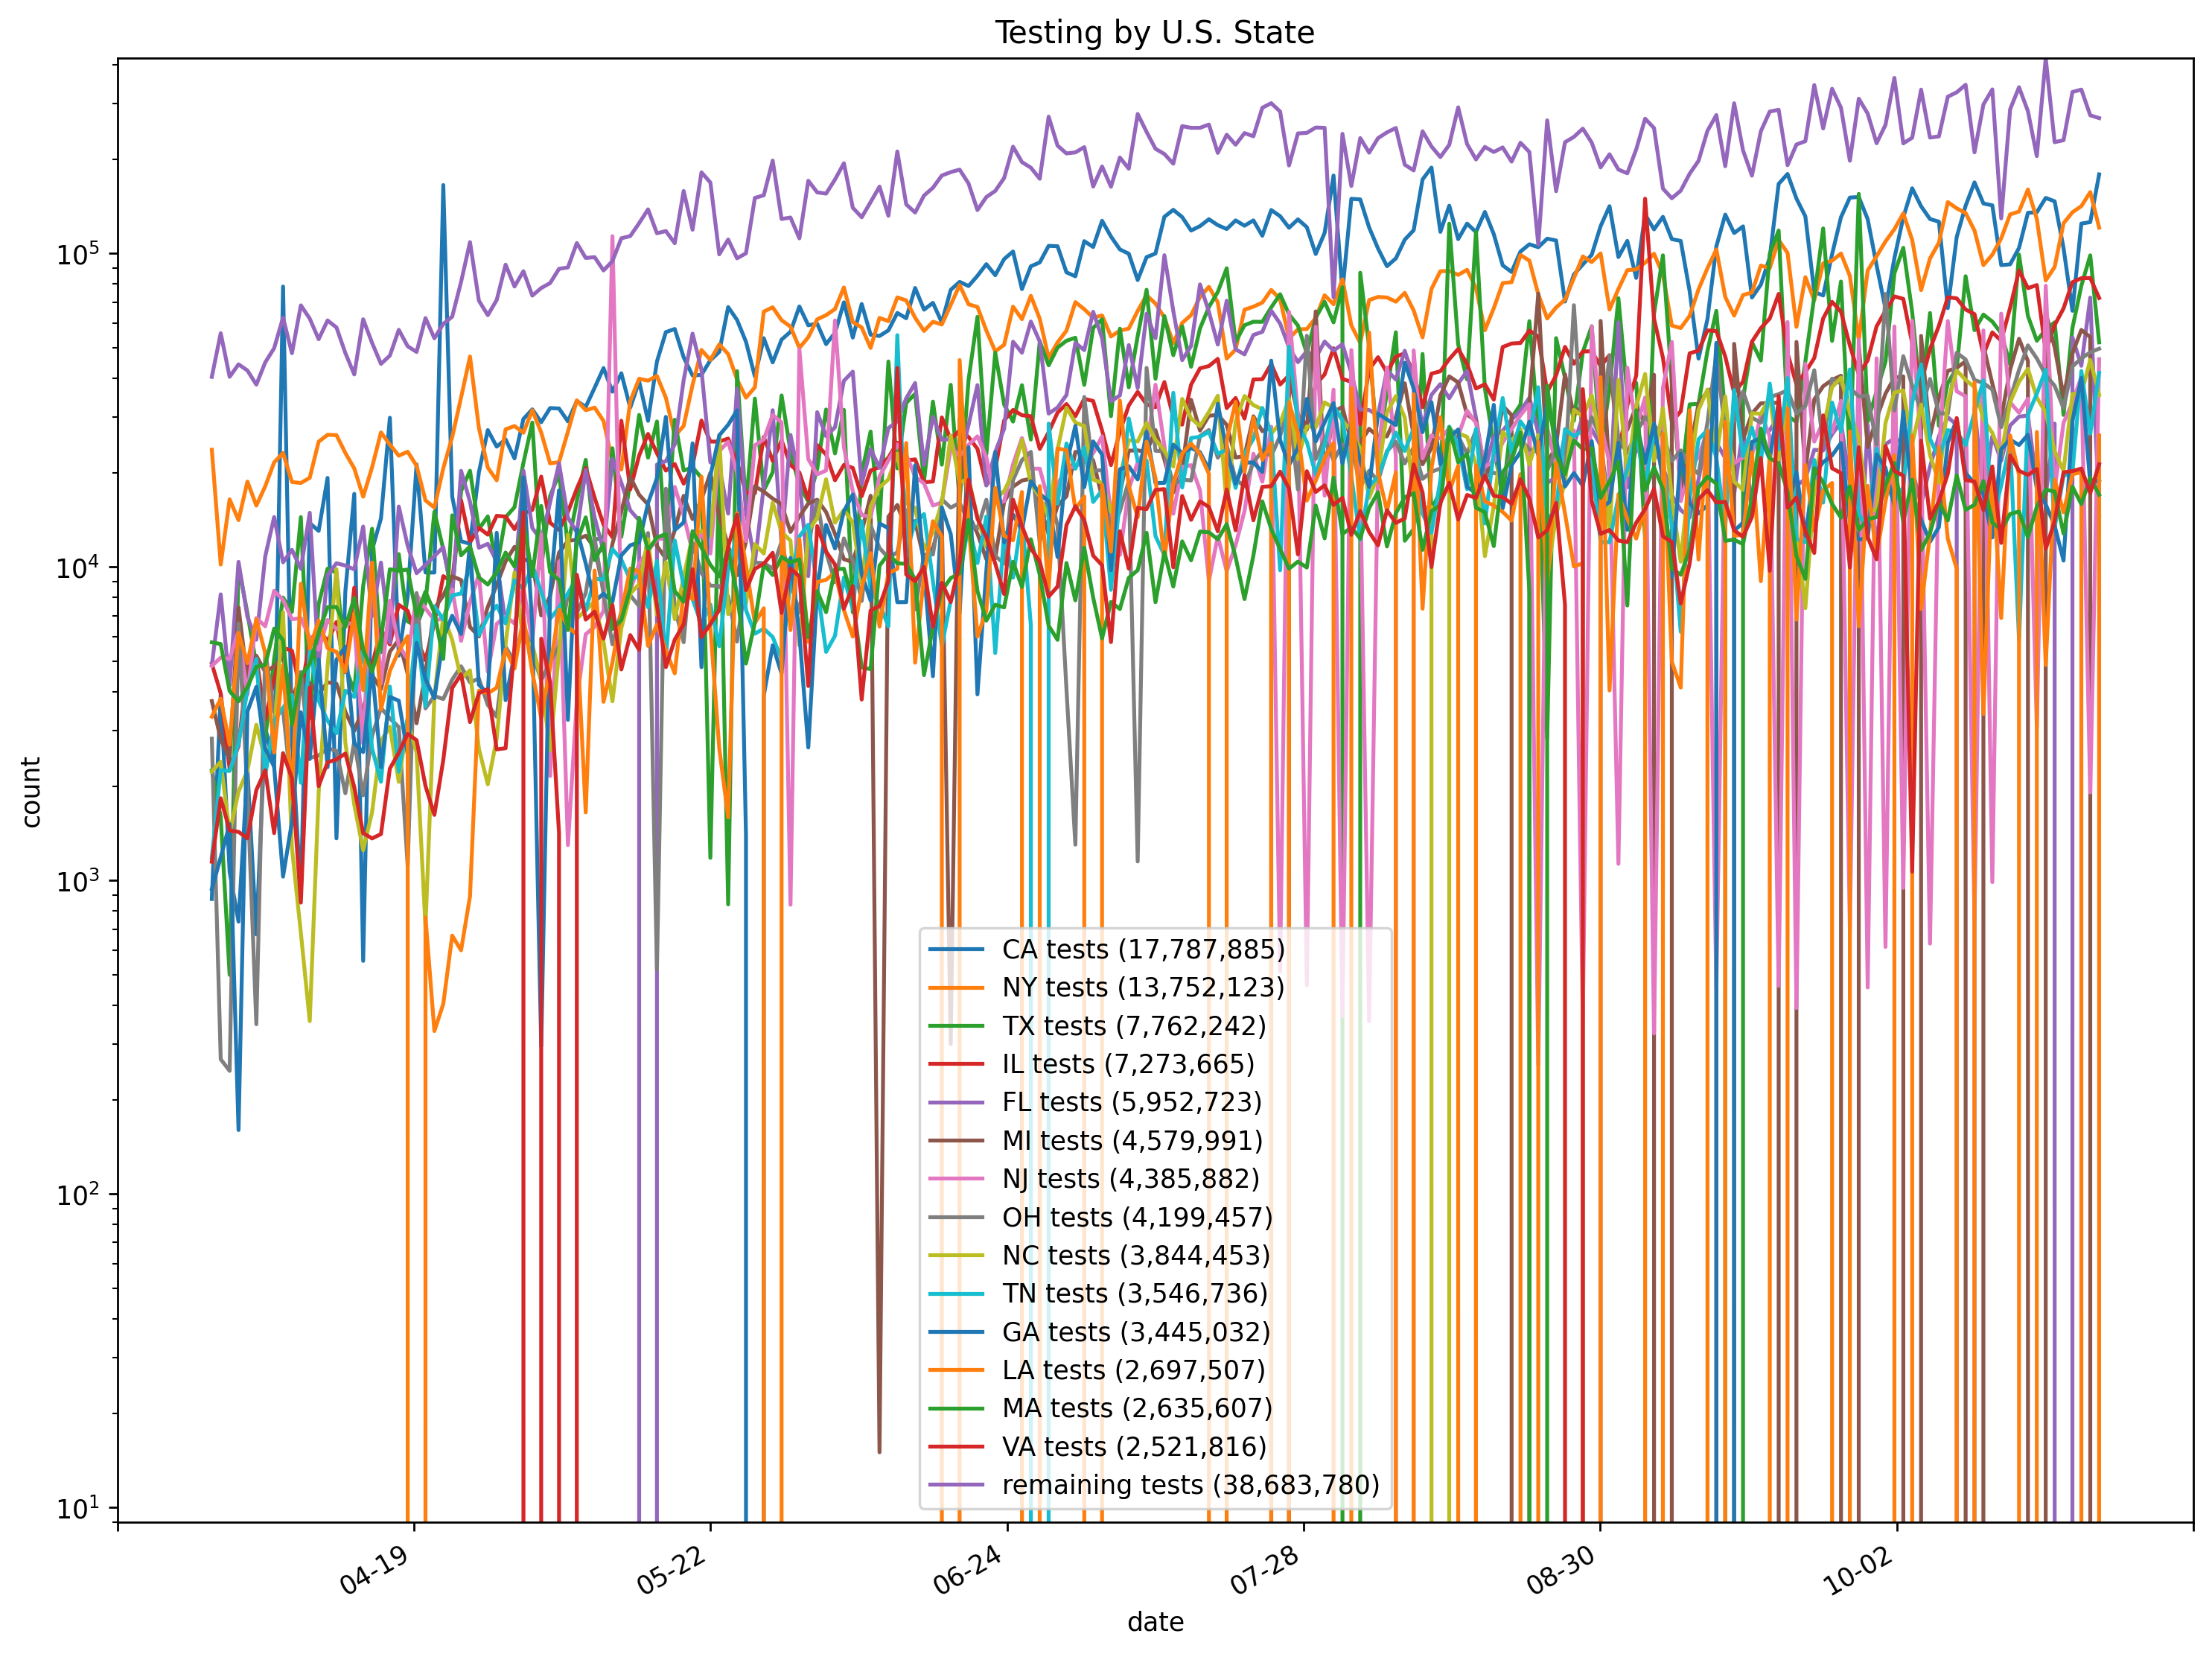 Testing by U.S. State
count
10^5
10^4
10^3
10^2
10^1
CA tests (17,787,885)
NY tests (13,752,123)
TX tests (7,762,242)
IL tests (7,273,665)
FL tests (5,952,723)
MI tests (4,579,991)
NJ tests (4,385,882)
OH tests (4,199,457)
NC tests (3,844,453)
TN tests (3,546,736)
GA tests (3,445,032)
LA tests (2,697,507)
MA tests (2,635,607)
VA tests (2,521,816)
remaining tests (38,683,780)
04-19
05-22
06-24
07-28
08-30
10-02
date